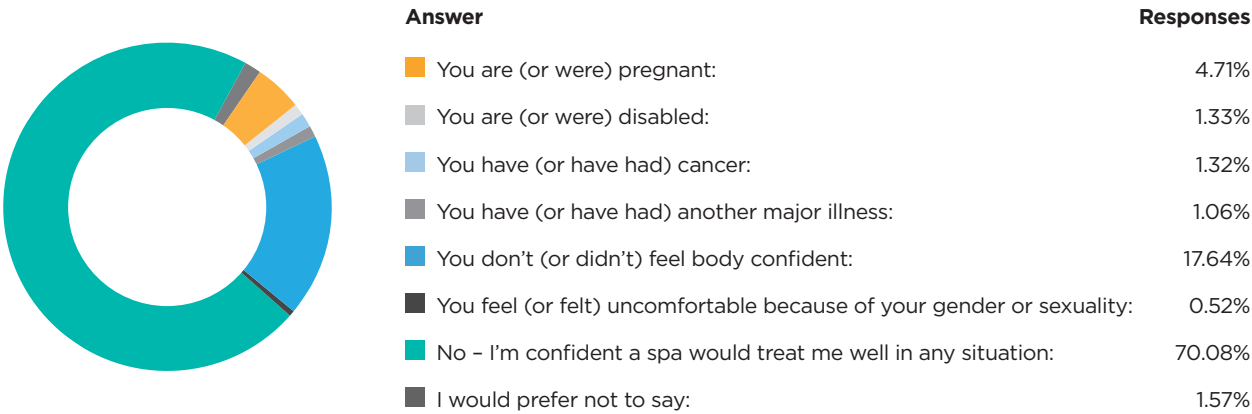 Answer Responses
You are (or were) pregnant: 4.71%
You are (or were) disabled: 1.33%
You have (or have had) cancer: 1.32%
You have (or have had) another major illness: 1.06%
You don’t (or didn’t) feel body confident: 17.64%
You feel (or felt) uncomfortable because of your gender or sexuality: 0.52%
No – I’m confident a spa would treat me well in any situation: 70.08%
I would prefer not to say: 1.57%